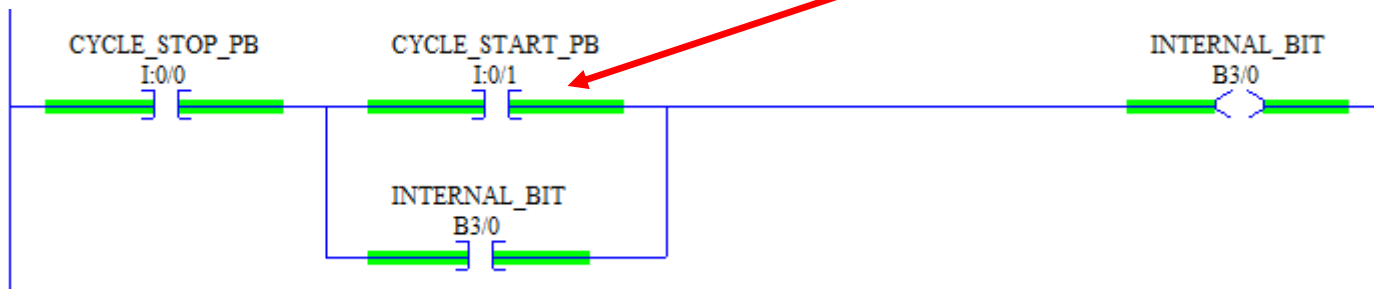 CYCLE_STOP_PB
I:0/0
CYCLE_START_PB
I:0/1
INTERNAL_BIT
B3/0
INTERNAL_BIT
B3/0